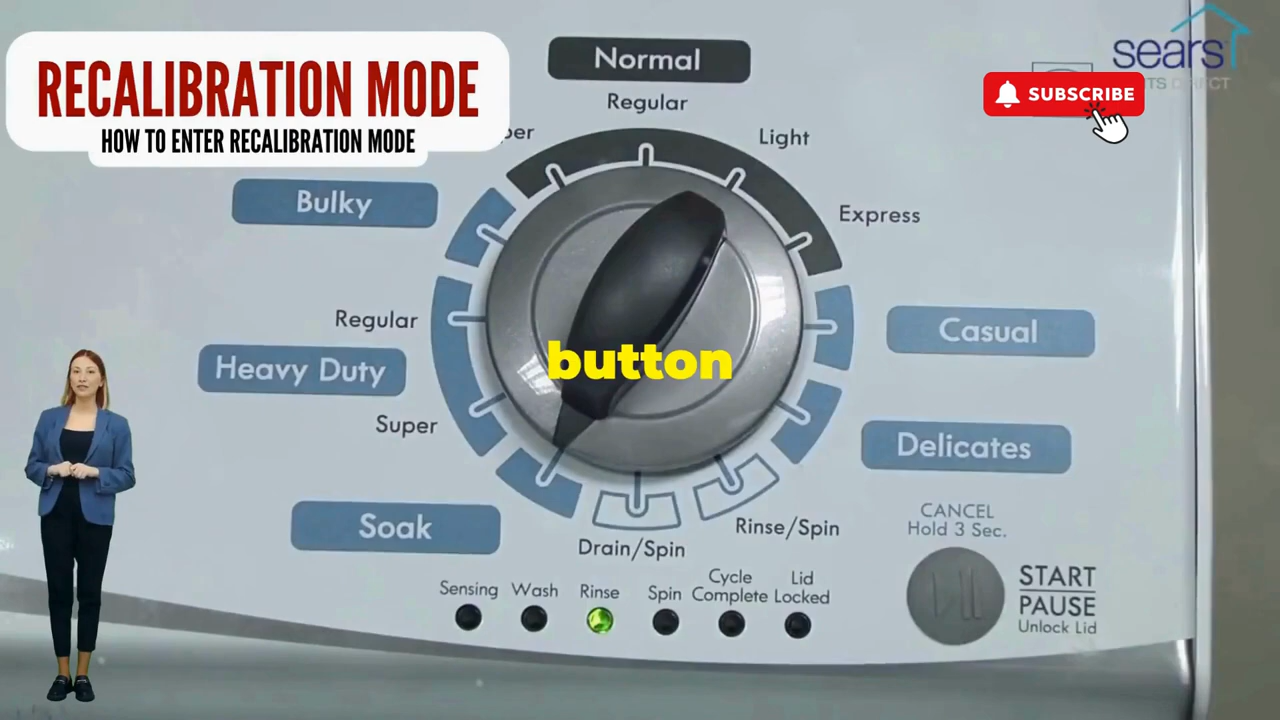 RECALIBRATION MODE
HOW TO ENTER RECALIBRATION MODE
sears
SUBSCRIBE
DIRECT
Normal
Regular
Light
Express
Bulky
Regular
Heavy Duty
Super
Soak
Casual
Delicates
button
Rinse/Spin
Drain/Spin
CANCEL
Hold 3 Sec.
START
PAUSE
Unlock Lid
Sensing
Wash
Rinse
Spin
Cycle
Complete
Lid
Locked